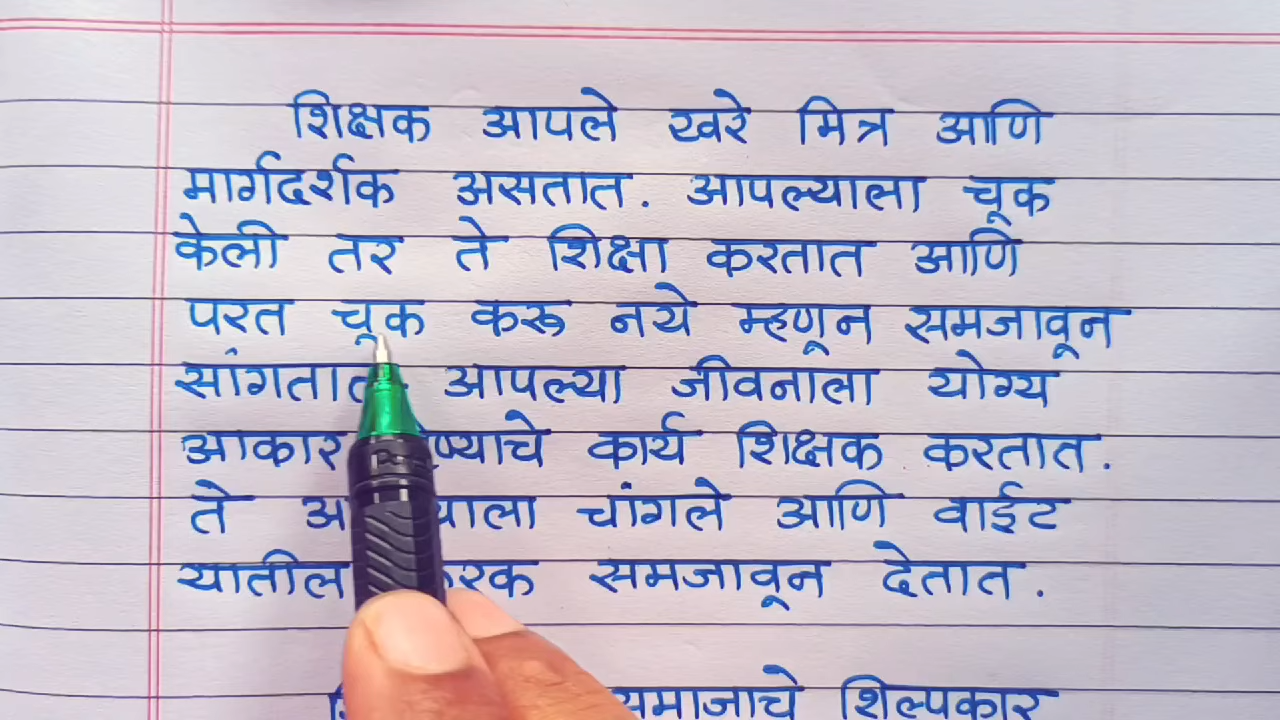 शिक्षक आपले खरे मित्र आणि
मार्गदर्शक असतात. आपल्याला चूक
केली तर ते शिक्षा करतात आणि
परत चूक करू नये म्हणून समजावून
सांगतात. आपल्या जीवनाला योग्य
आकार कार्य शिक्षक करतात.
ते चांगले आणि वाईट
यातील समजावून देतात.
समाजाचे शिल्पकार